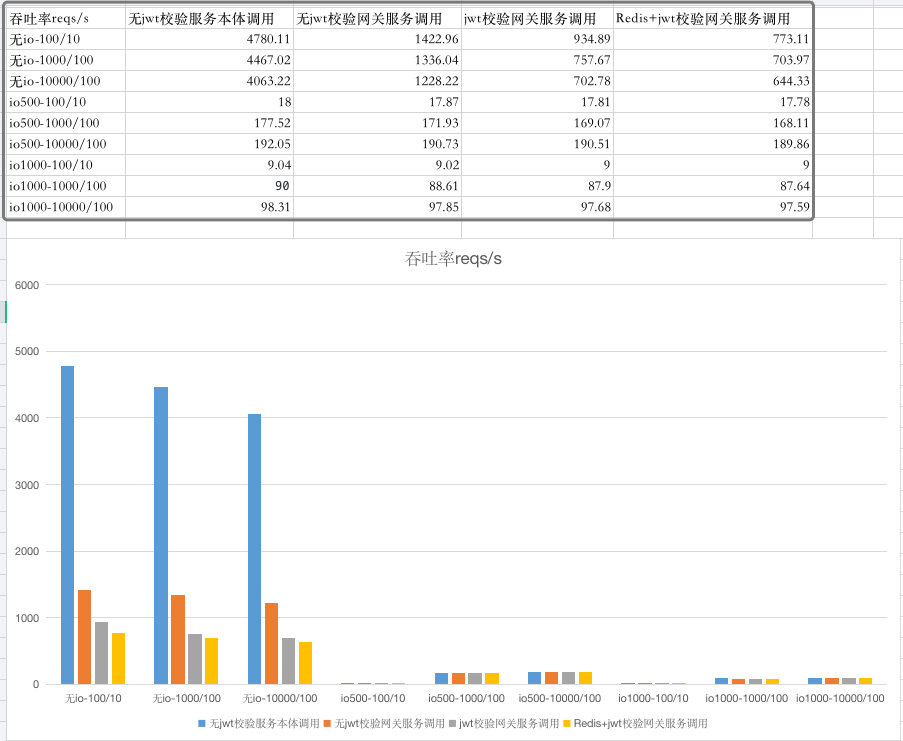 吞吐率reqs/s 无jwt校验服务本体调用 无jwt校验网关服务调用 jwt校验网关服务调用 Redis+jwt校验网关服务调用
无io-100/10 4780.11 1422.96 934.89 773.11
无io-1000/100 4467.02 1336.04 757.67 703.97
无io-10000/100 4063.22 1228.22 702.78 644.33
io500-100/10 18 17.87 17.81 17.78
io500-1000/100 177.52 171.93 169.07 168.11
io500-10000/100 192.05 190.73 190.51 189.86
io1000-100/10 9.04 9.02 9 9
io1000-1000/100 90 88.61 87.9 87.64
io1000-10000/100 98.31 97.85 97.68 97.59
吞吐率reqs/s
6000
5000
4000
3000
2000
1000
0
无io-100/10 无io-1000/100 无io-10000/100 io500-100/10 io500-1000/100 io500-10000/100 io1000-100/10 io1000-1000/100 io1000-10000/100
无jwt校验服务本体调用 无jwt校验网关服务调用 jwt校验网关服务调用 Redis+jwt校验网关服务调用